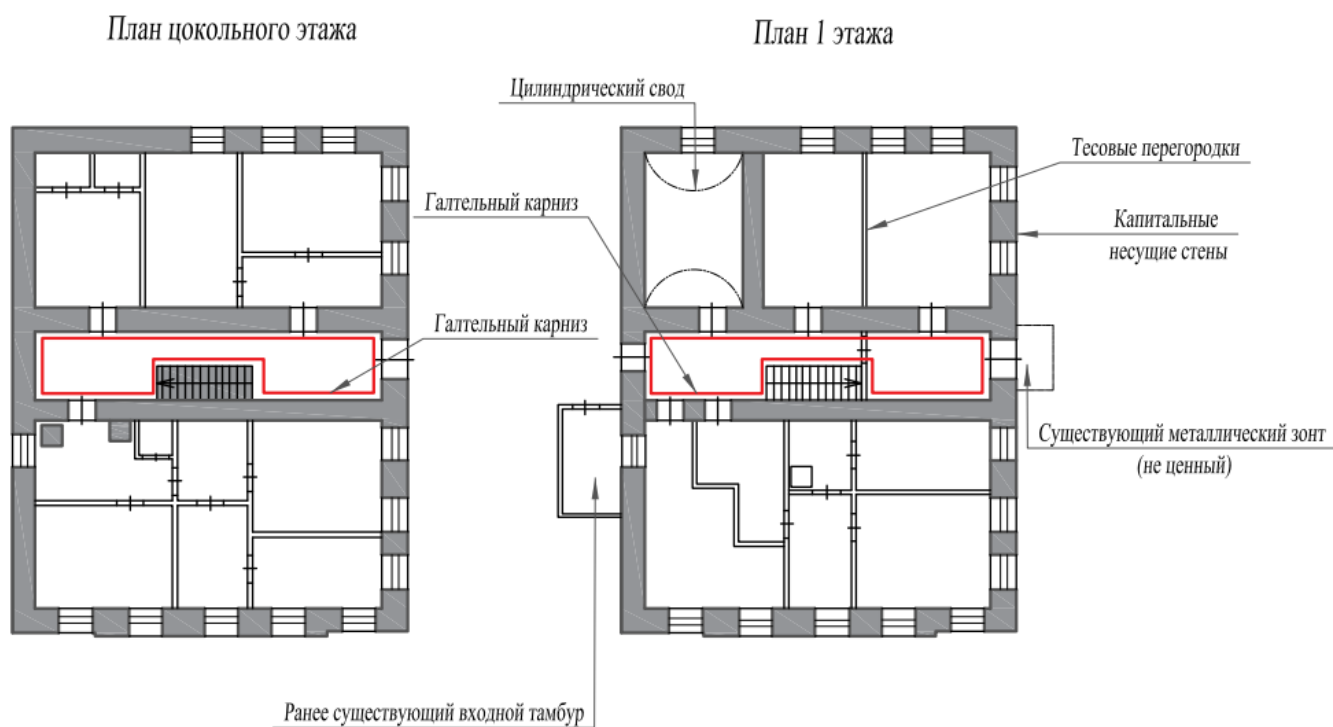 План цокольного этажа
План 1 этажа
Цилиндрический свод
Тесовые перегородки
Галтельный карниз
Капитальные
несущие стены
Галтельный карниз
Существующий металлический зонт
(не ценный)
Ранее существующий входной тамбур